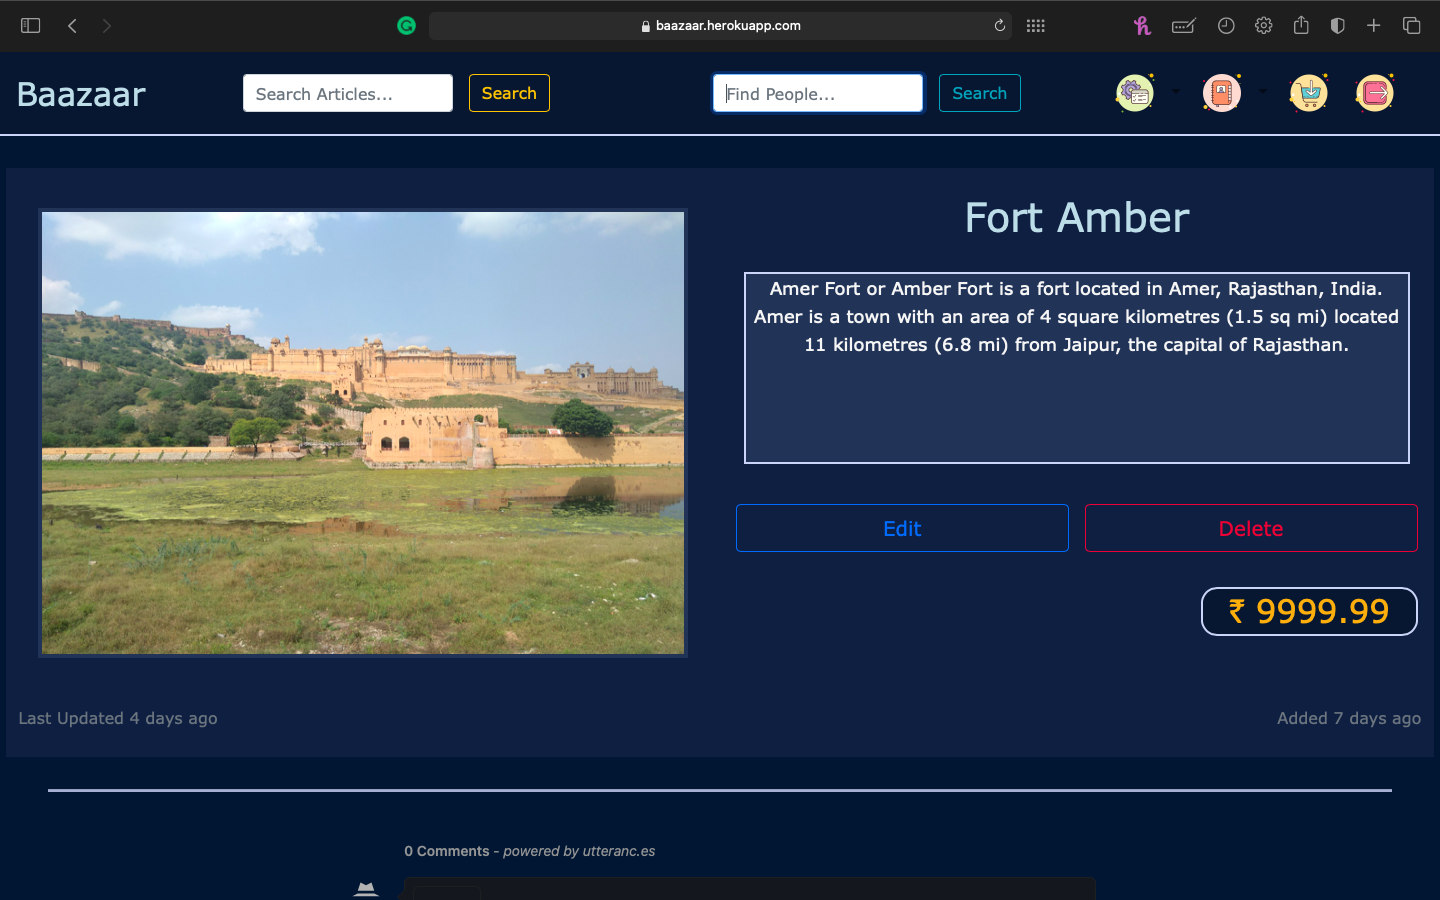 baazaar.herokuapp.com
Baazaar
Search Articles...
Search
Find People...
Search
Fort Amber
Amer Fort or Amber Fort is a fort located in Amer, Rajasthan, India.
Amer is a town with an area of 4 square kilometres (1.5 sq mi) located
11 kilometres (6.8 mi) from Jaipur, the capital of Rajasthan.
Edit
Delete
₹ 9999.99
Last Updated 4 days ago
Added 7 days ago
0 Comments - powered by utteranc.es